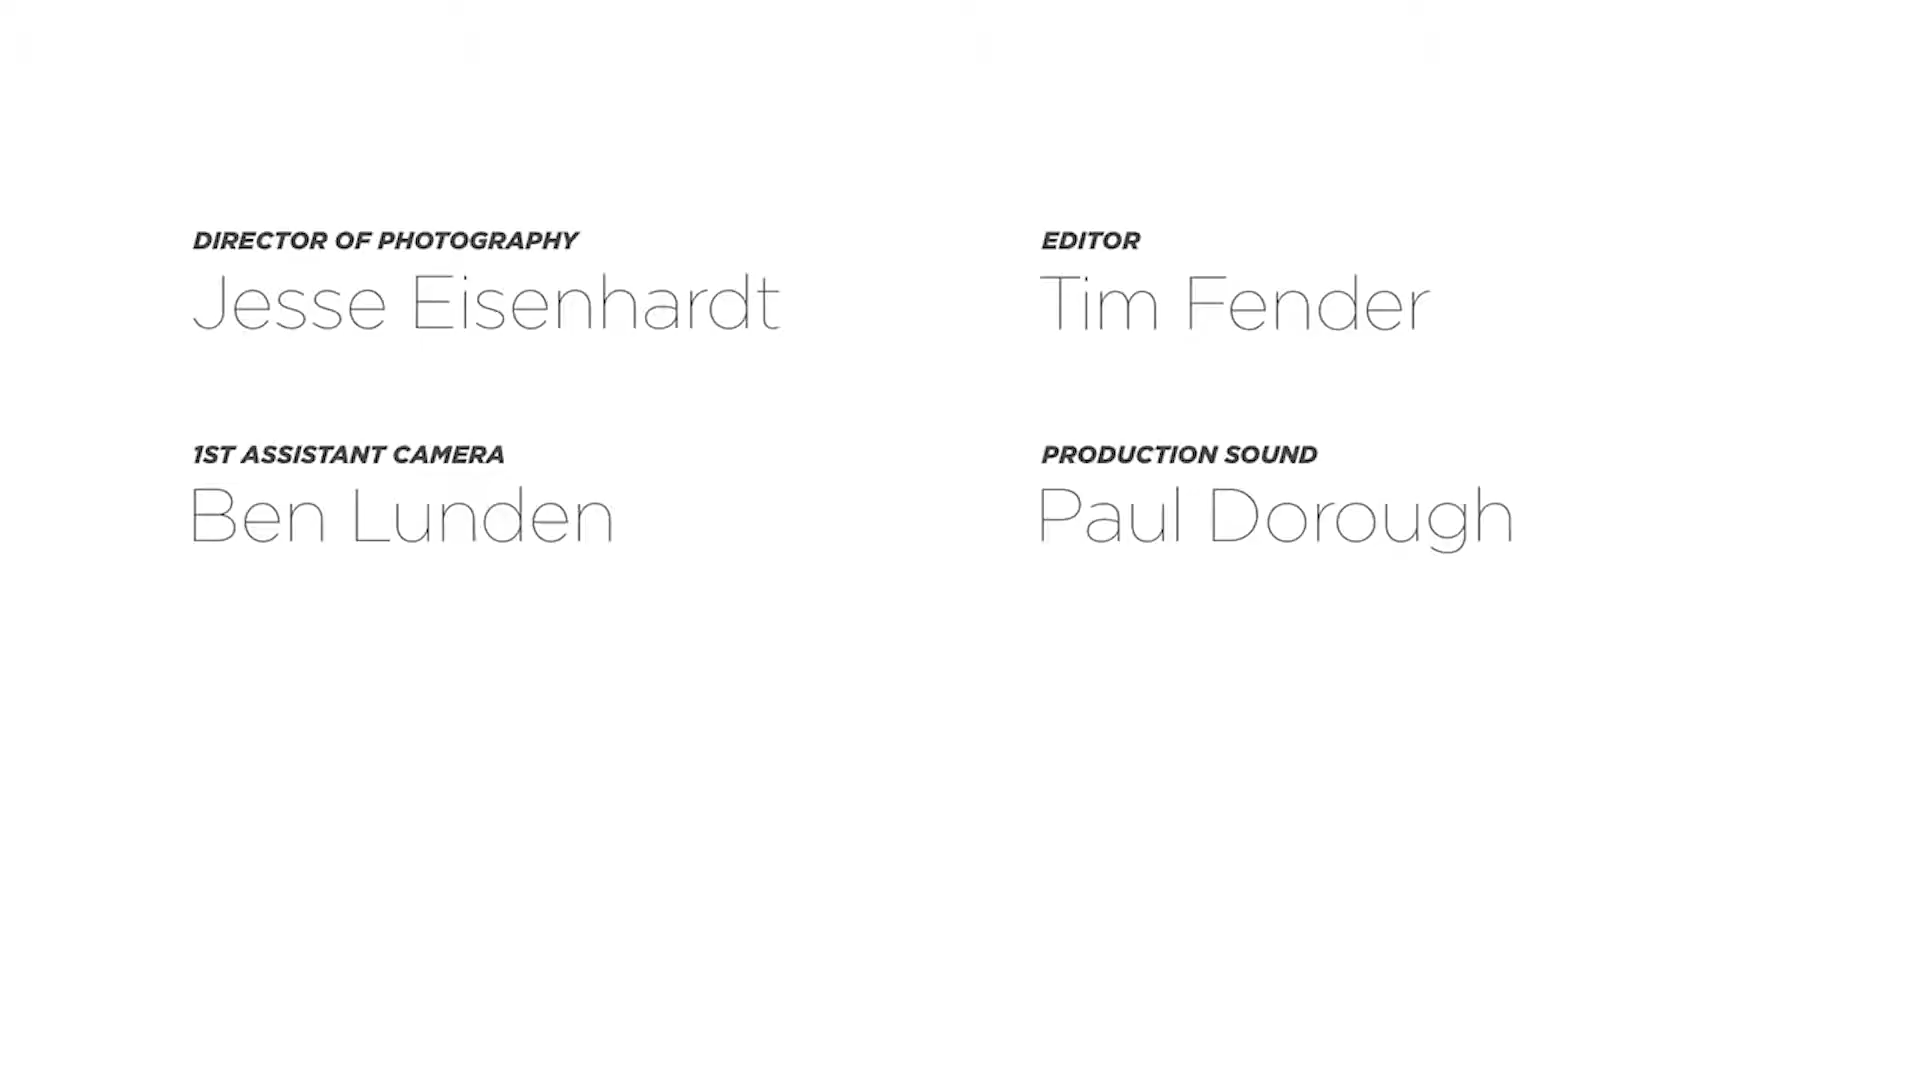 DIRECTOR OF PHOTOGRAPHY
Jesse Eisenhardt
1ST ASSISTANT CAMERA
Ben Lunden
EDITOR
Tim Fender
PRODUCTION SOUND
Paul Dorough